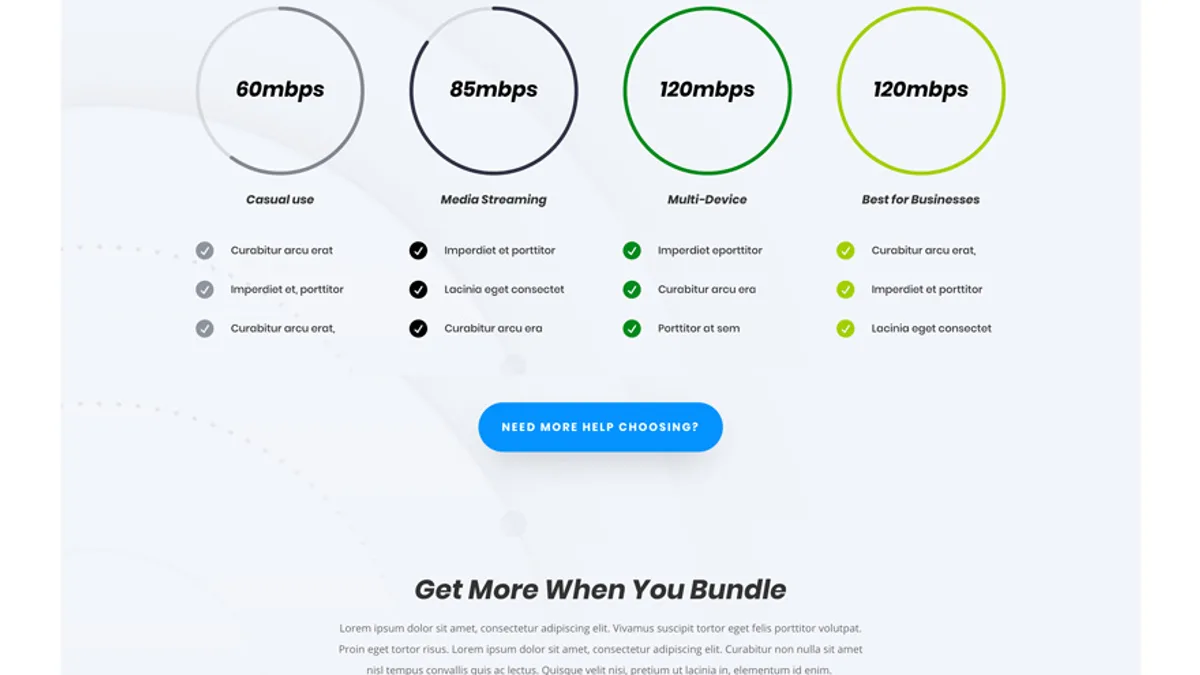 60mbps
85mbps
120mbps
120mbps
Casual use
Media Streaming
Multi-Device
Best for Businesses
Curabitur arcu erat
Imperdiet et porttitor
Imperdiet eporttitor
Curabitur arcu erat,
Imperdiet et, porttitor
Lacinia eget consectet
Curabitur arcu era
Imperdiet et porttitor
Curabitur arcu erat,
Curabitur arcu era
Porttitor at sem
Lacinia eget consectet
NEED MORE HELP CHOOSING?
Get More When You Bundle
Lorem ipsum dolor sit amet, consectetur adipiscing elit. Vivamus suscipit tortor eget felis porttitor volutpat.
Proin eget tortor risus. Lorem ipsum dolor sit amet, consectetur adipiscing elit. Curabitur non nulla sit amet
nisl tempus convallis quis ac lectus. Quisque velit nisi, pretium ut lacinia in, elementum id enim.